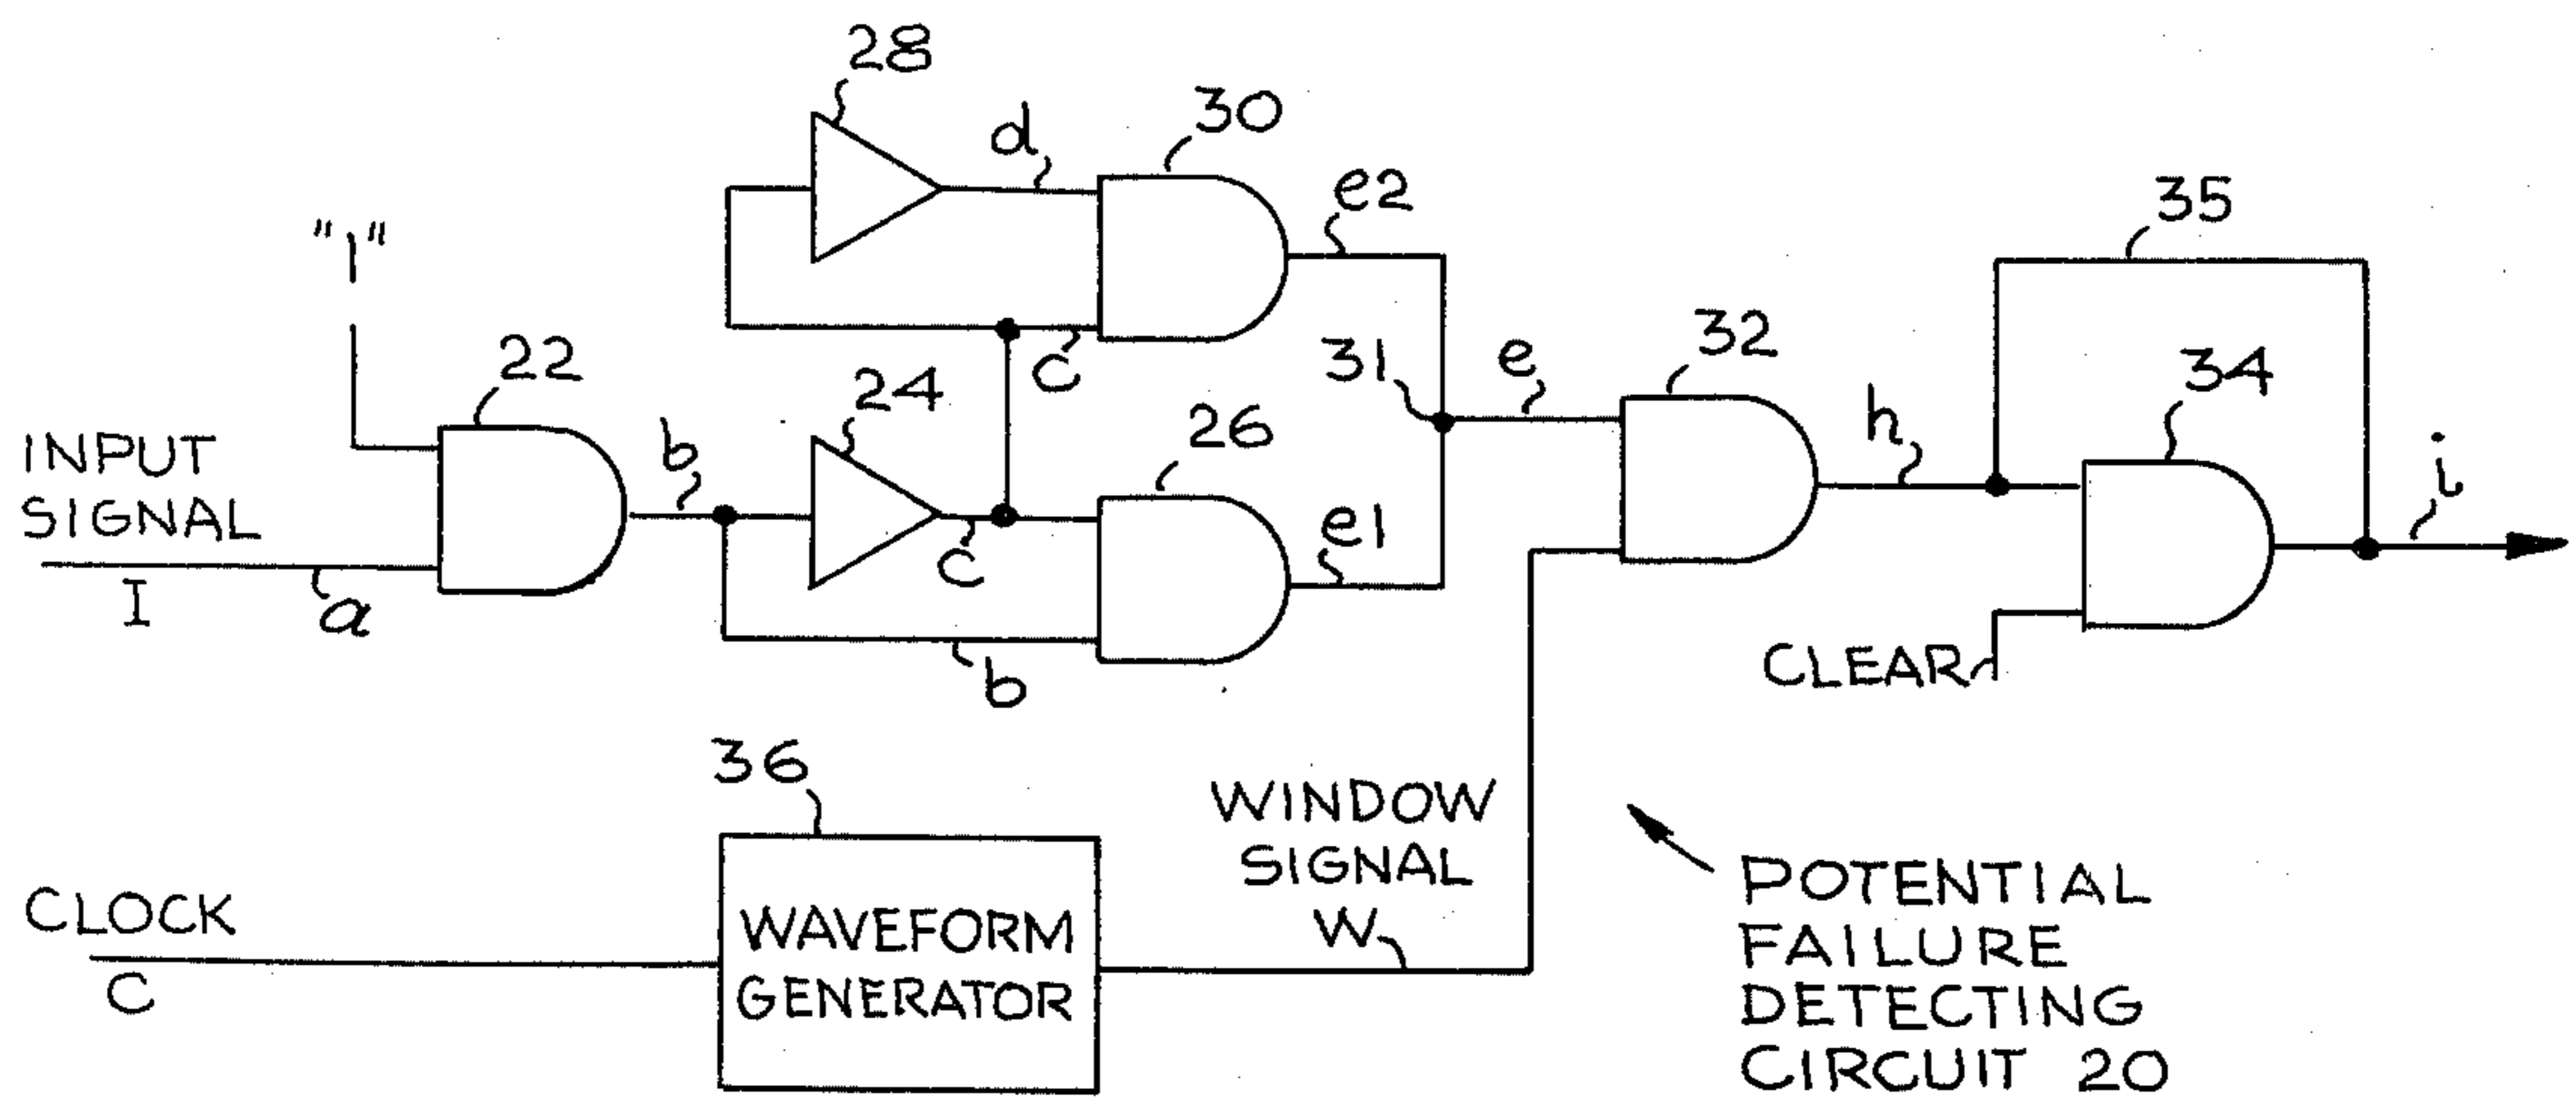 28
d
30
e2
35
"1"
22
24
C
31
e
32
34
INPUT
SIGNAL
b
26
h
i
I
a
C
e1
b
CLEAR
36
WINDOW
SIGNAL
W
CLOCK
C
WAVEFORM
GENERATOR
POTENTIAL
FAILURE
DETECTING
CIRCUIT 20